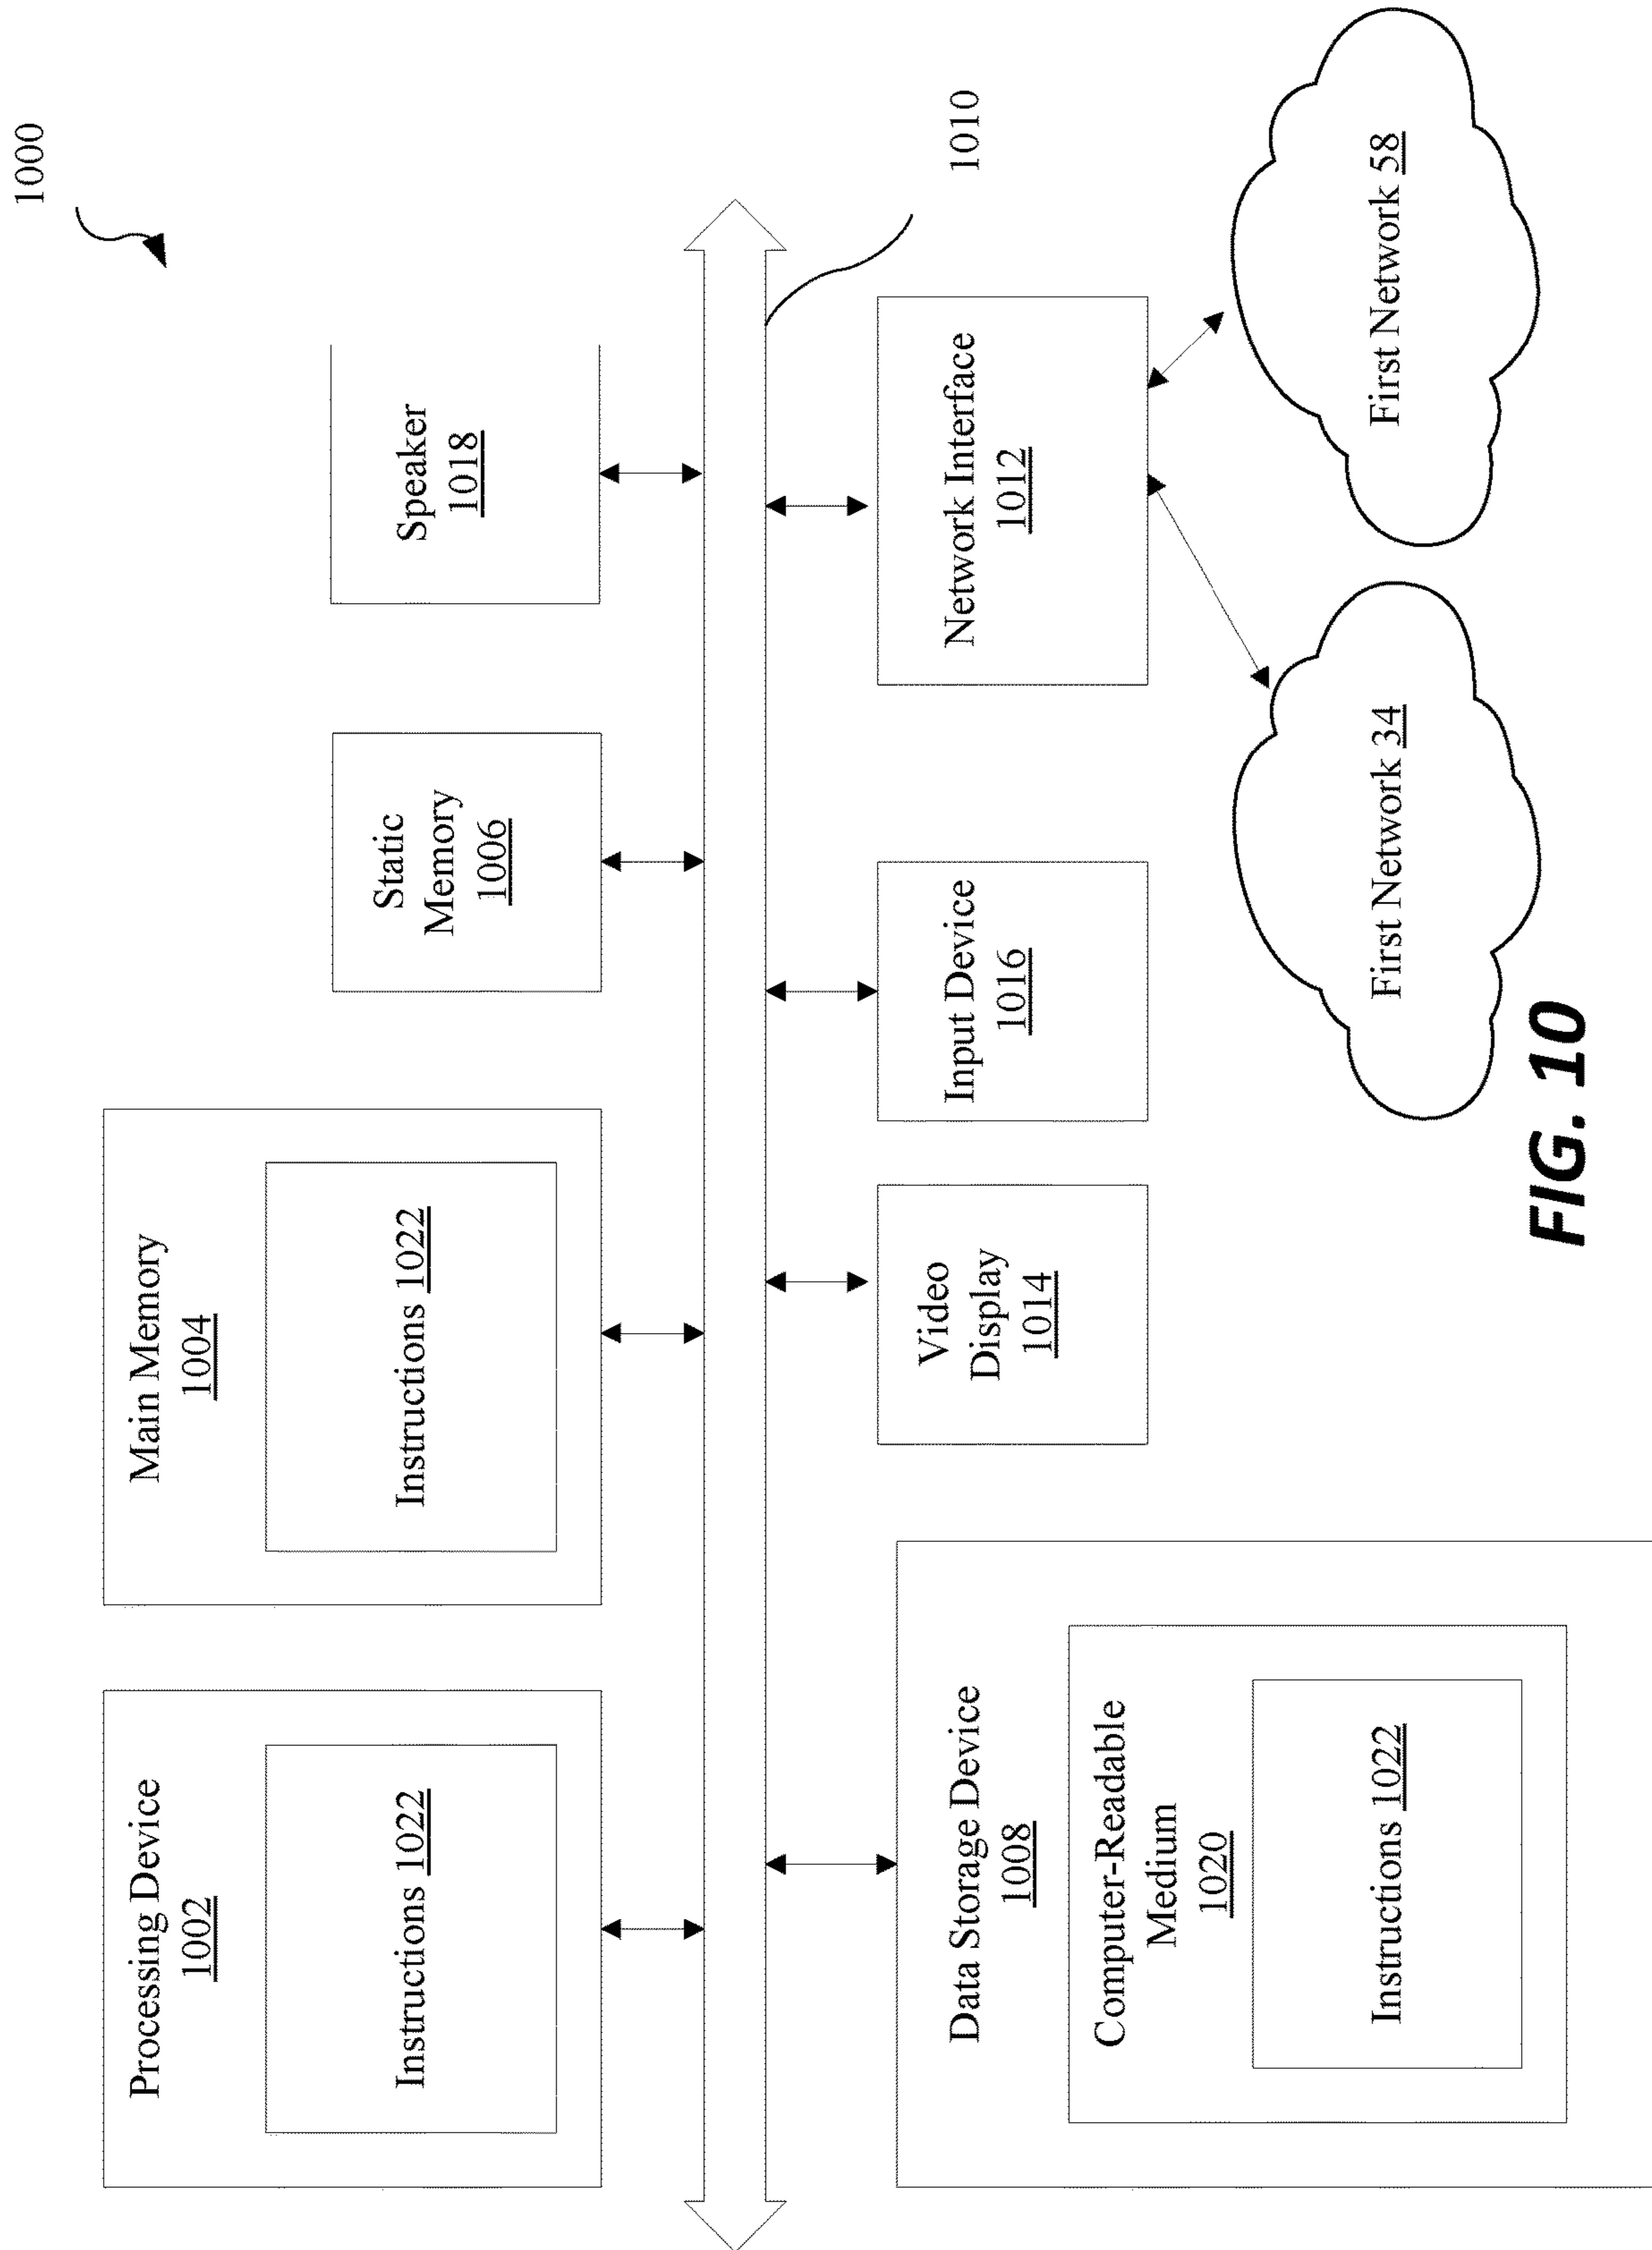 1000
Processing Device
1002
Instructions 1022
Main Memory
1004
Instructions 1022
Static
Memory
1006
Speaker
1018
1010
Data Storage Device
1008
Computer-Readable
Medium
1020
Instructions 1022
Video
Display
1014
Input Device
1016
Network Interface
1012
First Network 34
First Network 58
FIG. 10